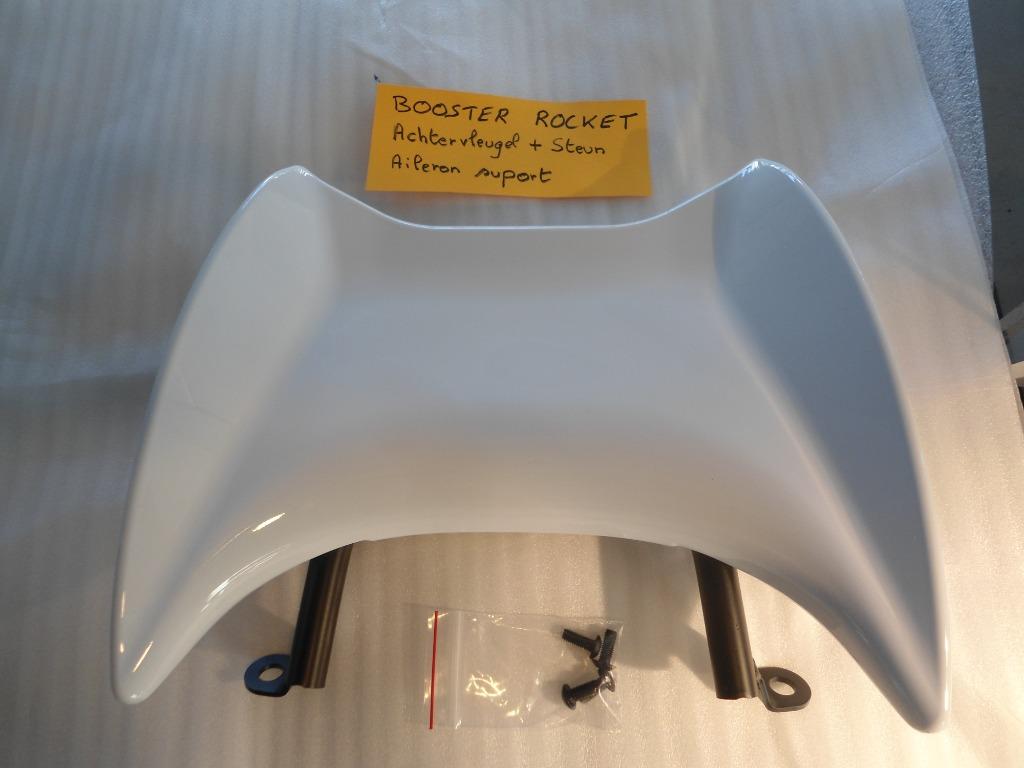 BOOSTER ROCKET
Achtervleugel + Steun
Aileron suport